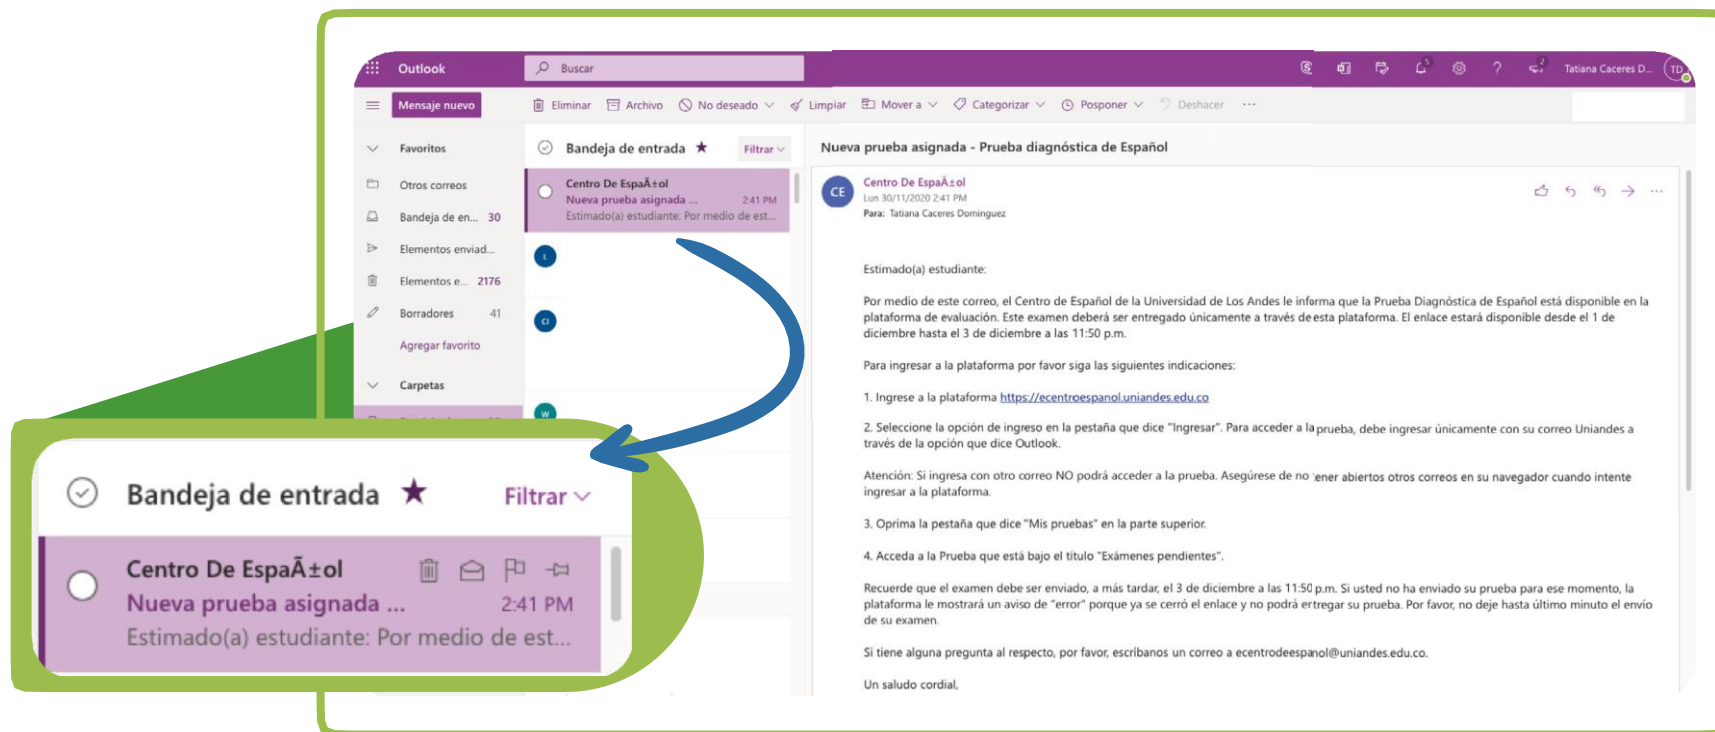 Outlook
Buscar
5
2
Tatiana Caceres D...
TD
Mensaje nuevo
Eliminar
Archivo
No deseado
Limpiar
Mover a
Categorizar
Posponer
Deshacer
...
Favoritos
Otros correos
Bandeja de en... 30
Elementos enviad...
Elementos e... 2176
Borradores 41
Agregar favorito
Carpetas
Bandeja de entrada ★ Filtrar
Centro De EspaÃ±ol
Nueva prueba asignada ... 2:41 PM
Estimado(a) estudiante: Por medio de est...
L
CI
W
Nueva prueba asignada - Prueba diagnóstica de Español
CE
Centro De EspaÃ±ol
Lun 30/11/2020 2:41 PM
Para: Tatiana Caceres Dominguez
Estimado(a) estudiante:
Por medio de este correo, el Centro de Español de la Universidad de Los Andes le informa que la Prueba Diagnóstica de Español está disponible en la
plataforma de evaluación. Este examen deberá ser entregado únicamente a través de esta plataforma. El enlace estará disponible desde el 1 de
diciembre hasta el 3 de diciembre a las 11:50 p.m.
Para ingresar a la plataforma por favor siga las siguientes indicaciones:
1. Ingrese a la plataforma https://ecentroespanol.uniandes.edu.co
2. Seleccione la opción de ingreso en la pestaña que dice "Ingresar". Para acceder a la prueba, debe ingresar únicamente con su correo Uniandes a
través de la opción que dice Outlook.
Atención: Si ingresa con otro correo NO podrá acceder a la prueba. Asegúrese de no tener abiertos otros correos en su navegador cuando intente
ingresar a la plataforma.
3. Oprima la pestaña que dice "Mis pruebas" en la parte superior.
4. Acceda a la Prueba que está bajo el título "Exámenes pendientes".
Recuerde que el examen debe ser enviado, a más tardar, el 3 de diciembre a las 11:50 p.m. Si usted no ha enviado su prueba para ese momento, la
plataforma le mostrará un aviso de "error" porque ya se cerró el enlace y no podrá entregar su prueba. Por favor, no deje hasta último minuto el envío
de su examen.
Si tiene alguna pregunta al respecto, por favor, escríbanos un correo a ecentrodeespanol@uniandes.edu.co.
Un saludo cordial,
Bandeja de entrada ★ Filtrar
Centro De EspaÃ±ol
Nueva prueba asignada ... 2:41 PM
Estimado(a) estudiante: Por medio de est...